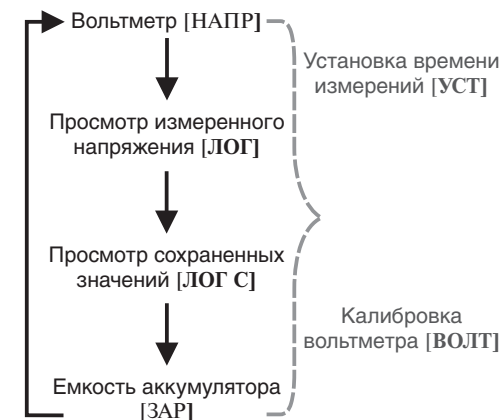 Вольтметр [НАПР]
Установка времени
измерений [УСТ]
Просмотр измеренного
напряжения [ЛОГ]
Просмотр сохраненных
значений [ЛОГ С]
Калибровка
вольтметра [ВОЛТ]
Емкость аккумулятора
[ЗАР]